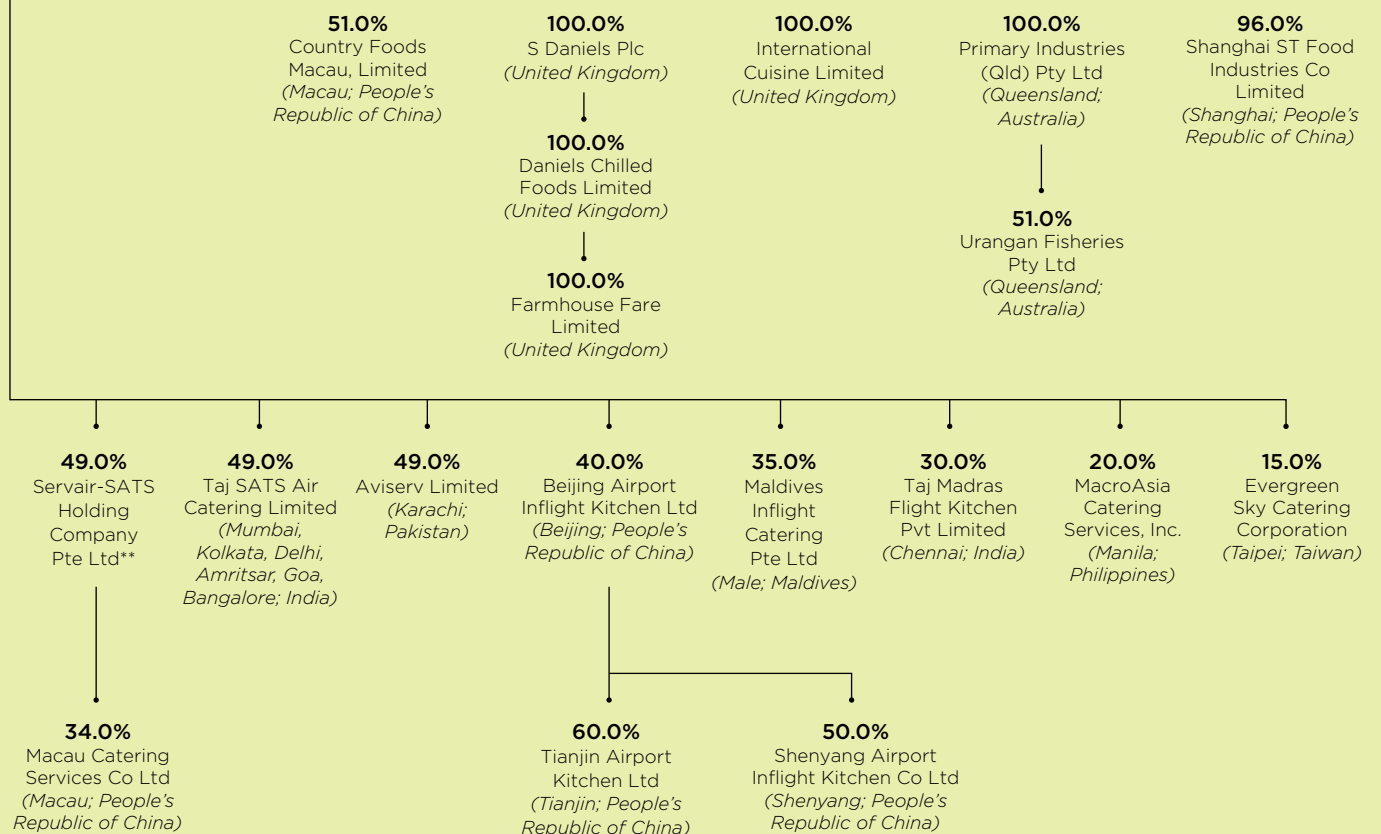 51.0%
Country Foods
Macau, Limited
(Macau; People's
Republic of China)
100.0%
S Daniels Plc
(United Kingdom)
100.0%
Daniels Chilled
Foods Limited
(United Kingdom)
100.0%
Farmhouse Fare
Limited
(United Kingdom)
100.0%
International
Cuisine Limited
(United Kingdom)
100.0%
Primary Industries
(Qld) Pty Ltd
(Queensland;
Australia)
51.0%
Urangan Fisheries
Pty Ltd
(Queensland;
Australia)
96.0%
Shanghai ST Food
Industries Co
Limited
(Shanghai; People's
Republic of China)
49.0%
Servair-SATS
Holding
Company
Pte Ltd**
34.0%
Macau Catering
Services Co Ltd
(Macau; People's
Republic of China)
49.0%
Taj SATS Air
Catering Limited
(Mumbai,
Kolkata, Delhi,
Amritsar, Goa,
Bangalore; India)
49.0%
Aviserv Limited
(Karachi;
Pakistan)
40.0%
Beijing Airport
Inflight Kitchen Ltd
(Beijing; People's
Republic of China)
60.0%
Tianjin Airport
Kitchen Ltd
(Tianjin; People's
Republic of China)
50.0%
Shenyang Airport
Inflight Kitchen Co Ltd
(Shenyang; People's
Republic of China)
35.0%
Maldives
Inflight
Catering
Pte Ltd
(Male; Maldives)
30.0%
Taj Madras
Flight Kitchen
Pvt Limited
(Chennai; India)
20.0%
MacroAsia
Catering
Services, Inc.
(Manila;
Philippines)
15.0%
Evergreen
Sky Catering
Corporation
(Taipei; Taiwan)